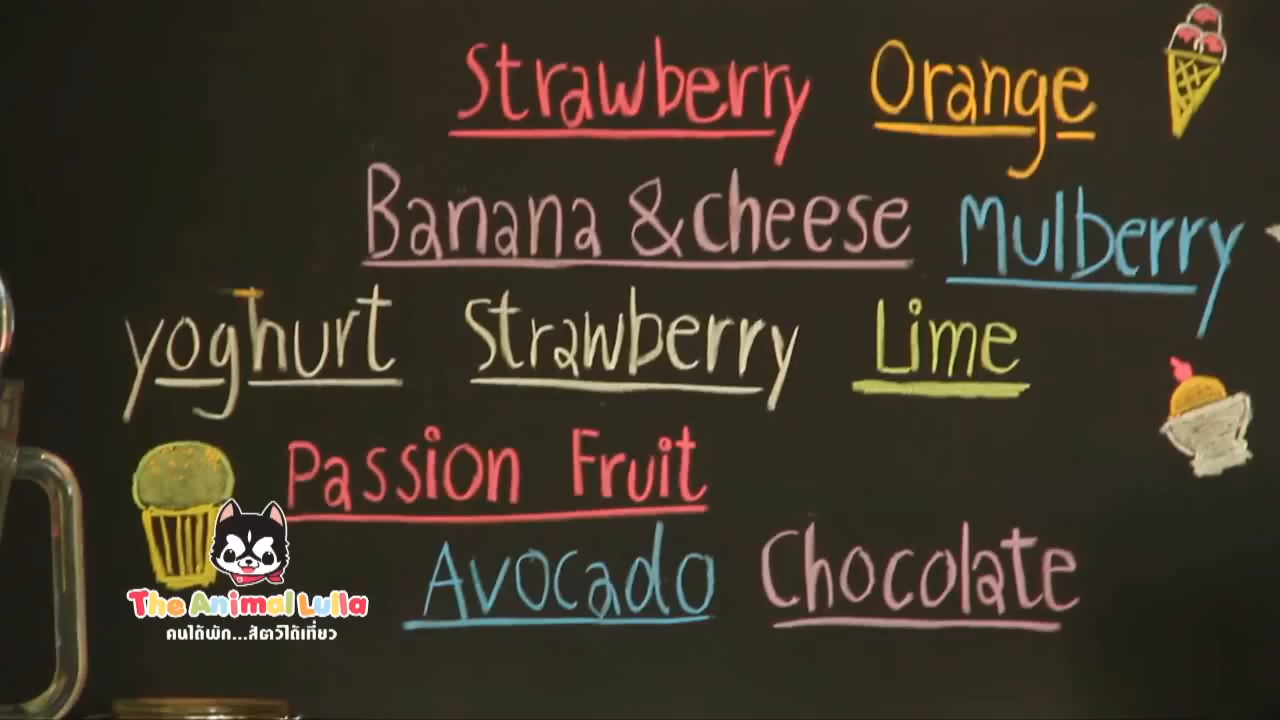 Strawberry Orange
Banana & cheese Mulberry
yoghurt Strawberry Lime
Passion Fruit
Avocado Chocolate
The Animal Lulla
คนได้พัก...สัตว์ได้เที่ยว